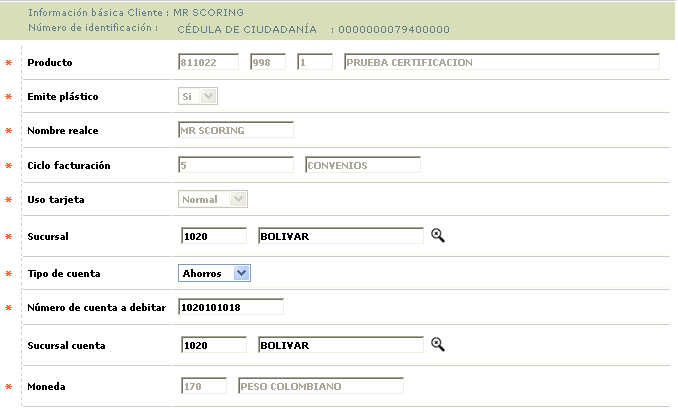 Información básica Cliente : MR SCORING
Número de identificación : CÉDULA DE CIUDADANÍA : 0000000079400000
* Producto 811022 998 1 PRUEBA CERTIFICACION
* Emite plástico Si
* Nombre realce MR SCORING
* Ciclo facturación 5 CONVENIOS
* Uso tarjeta Normal
* Sucursal 1020 BOLIVAR
* Tipo de cuenta Ahorros
* Número de cuenta a debitar 1020101018
Sucursal cuenta 1020 BOLIVAR
* Moneda 170 PESO COLOMBIANO